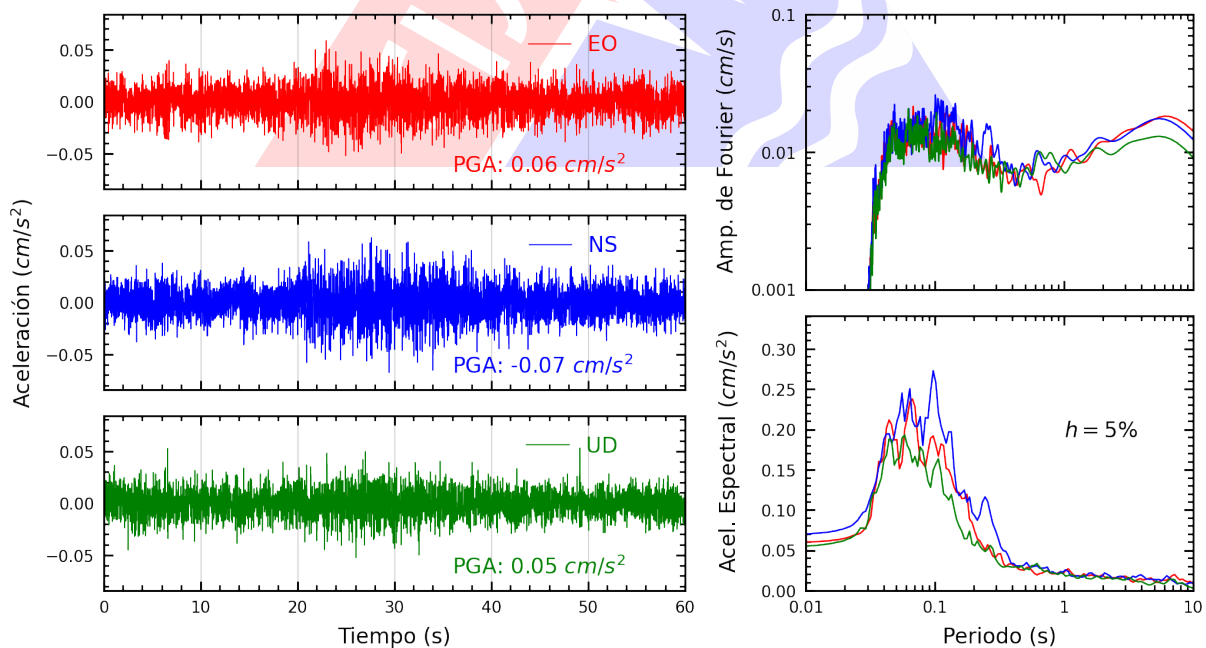 Aceleración (cm/s²)
0.05
0.00
−0.05
EO
PGA: 0.06 cm/s²
0.05
0.00
−0.05
NS
PGA: -0.07 cm/s²
0.05
0.00
−0.05
UD
PGA: 0.05 cm/s²
0 10 20 30 40 50 60
Tiempo (s)
Amp. de Fourier (cm/s)
0.1
0.01
0.001
Acel. Espectral (cm/s²)
0.30
0.25
0.20
0.15
0.10
0.05
0.00
h = 5%
0.01 0.1 1 10
Periodo (s)